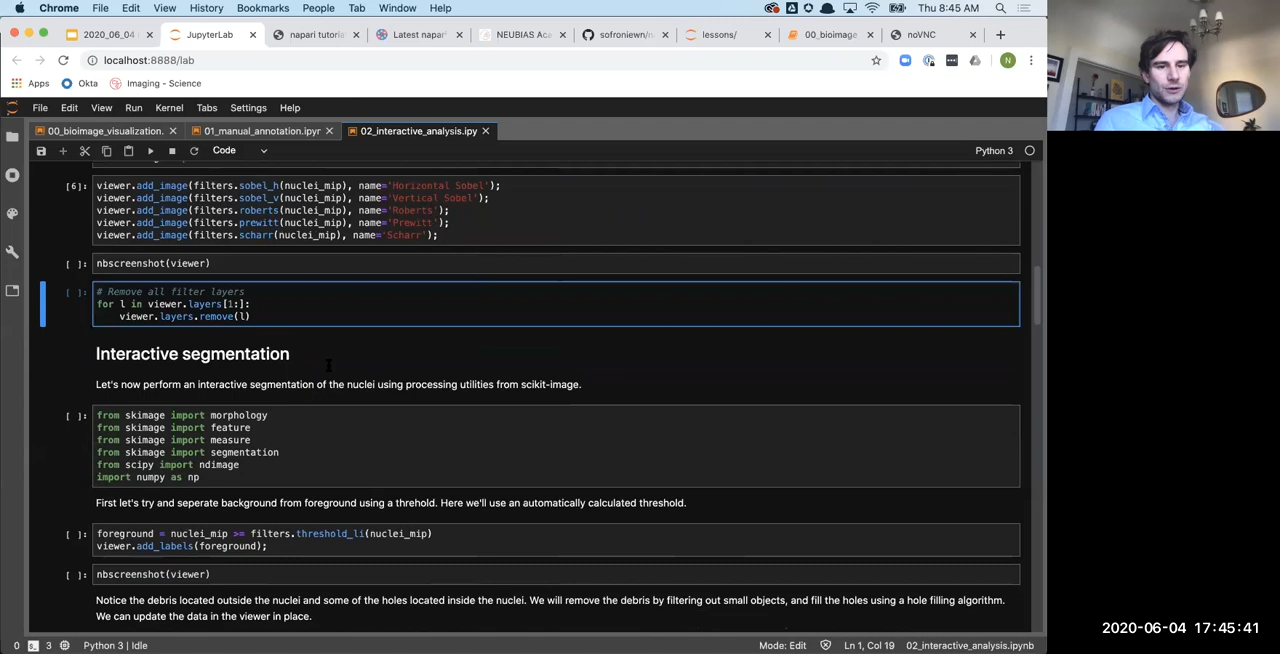 Chrome File Edit View History Bookmarks People Tab Window Help Thu 8:45 AM
2020_06_04 JupyterLab napari tutoria Latest napari NEUBIAS Aca sofroniewn/n lessons/ 00_bioimage_ noVNC
localhost:8888/lab N
Apps Okta Imaging - Science
File Edit View Run Kernel Tabs Settings Help
00_bioimage_visualization. 01_manual_annotation.ipyr 02_interactive_analysis.ipy
Code Python 3
[6]: viewer.add_image(filters.sobel_h(nuclei_mip), name='Horizontal Sobel');
viewer.add_image(filters.sobel_v(nuclei_mip), name='Vertical Sobel');
viewer.add_image(filters.roberts(nuclei_mip), name='Roberts');
viewer.add_image(filters.prewitt(nuclei_mip), name='Prewitt');
viewer.add_image(filters.scharr(nuclei_mip), name='Scharr');
[ ]: nbscreenshot(viewer)
[ ]: # Remove all filter layers
for l in viewer.layers[1:]:
viewer.layers.remove(l)
Interactive segmentation
Let's now perform an interactive segmentation of the nuclei using processing utilities from scikit-image.
[ ]: from skimage import morphology
from skimage import feature
from skimage import measure
from skimage import segmentation
from scipy import ndimage
import numpy as np
First let's try and seperate background from foreground using a threhold. Here we'll use an automatically calculated threshold.
[ ]: foreground = nuclei_mip >= filters.threshold_li(nuclei_mip)
viewer.add_labels(foreground);
[ ]: nbscreenshot(viewer)
Notice the debris located outside the nuclei and some of the holes located inside the nuclei. We will remove the debris by filtering out small objects, and fill the holes using a hole filling algorithm.
We can update the data in the viewer in place.
2020-06-04 17:45:41
0 3 Python 3 | Idle Mode: Edit Ln 1, Col 19 02_interactive_analysis.ipynb